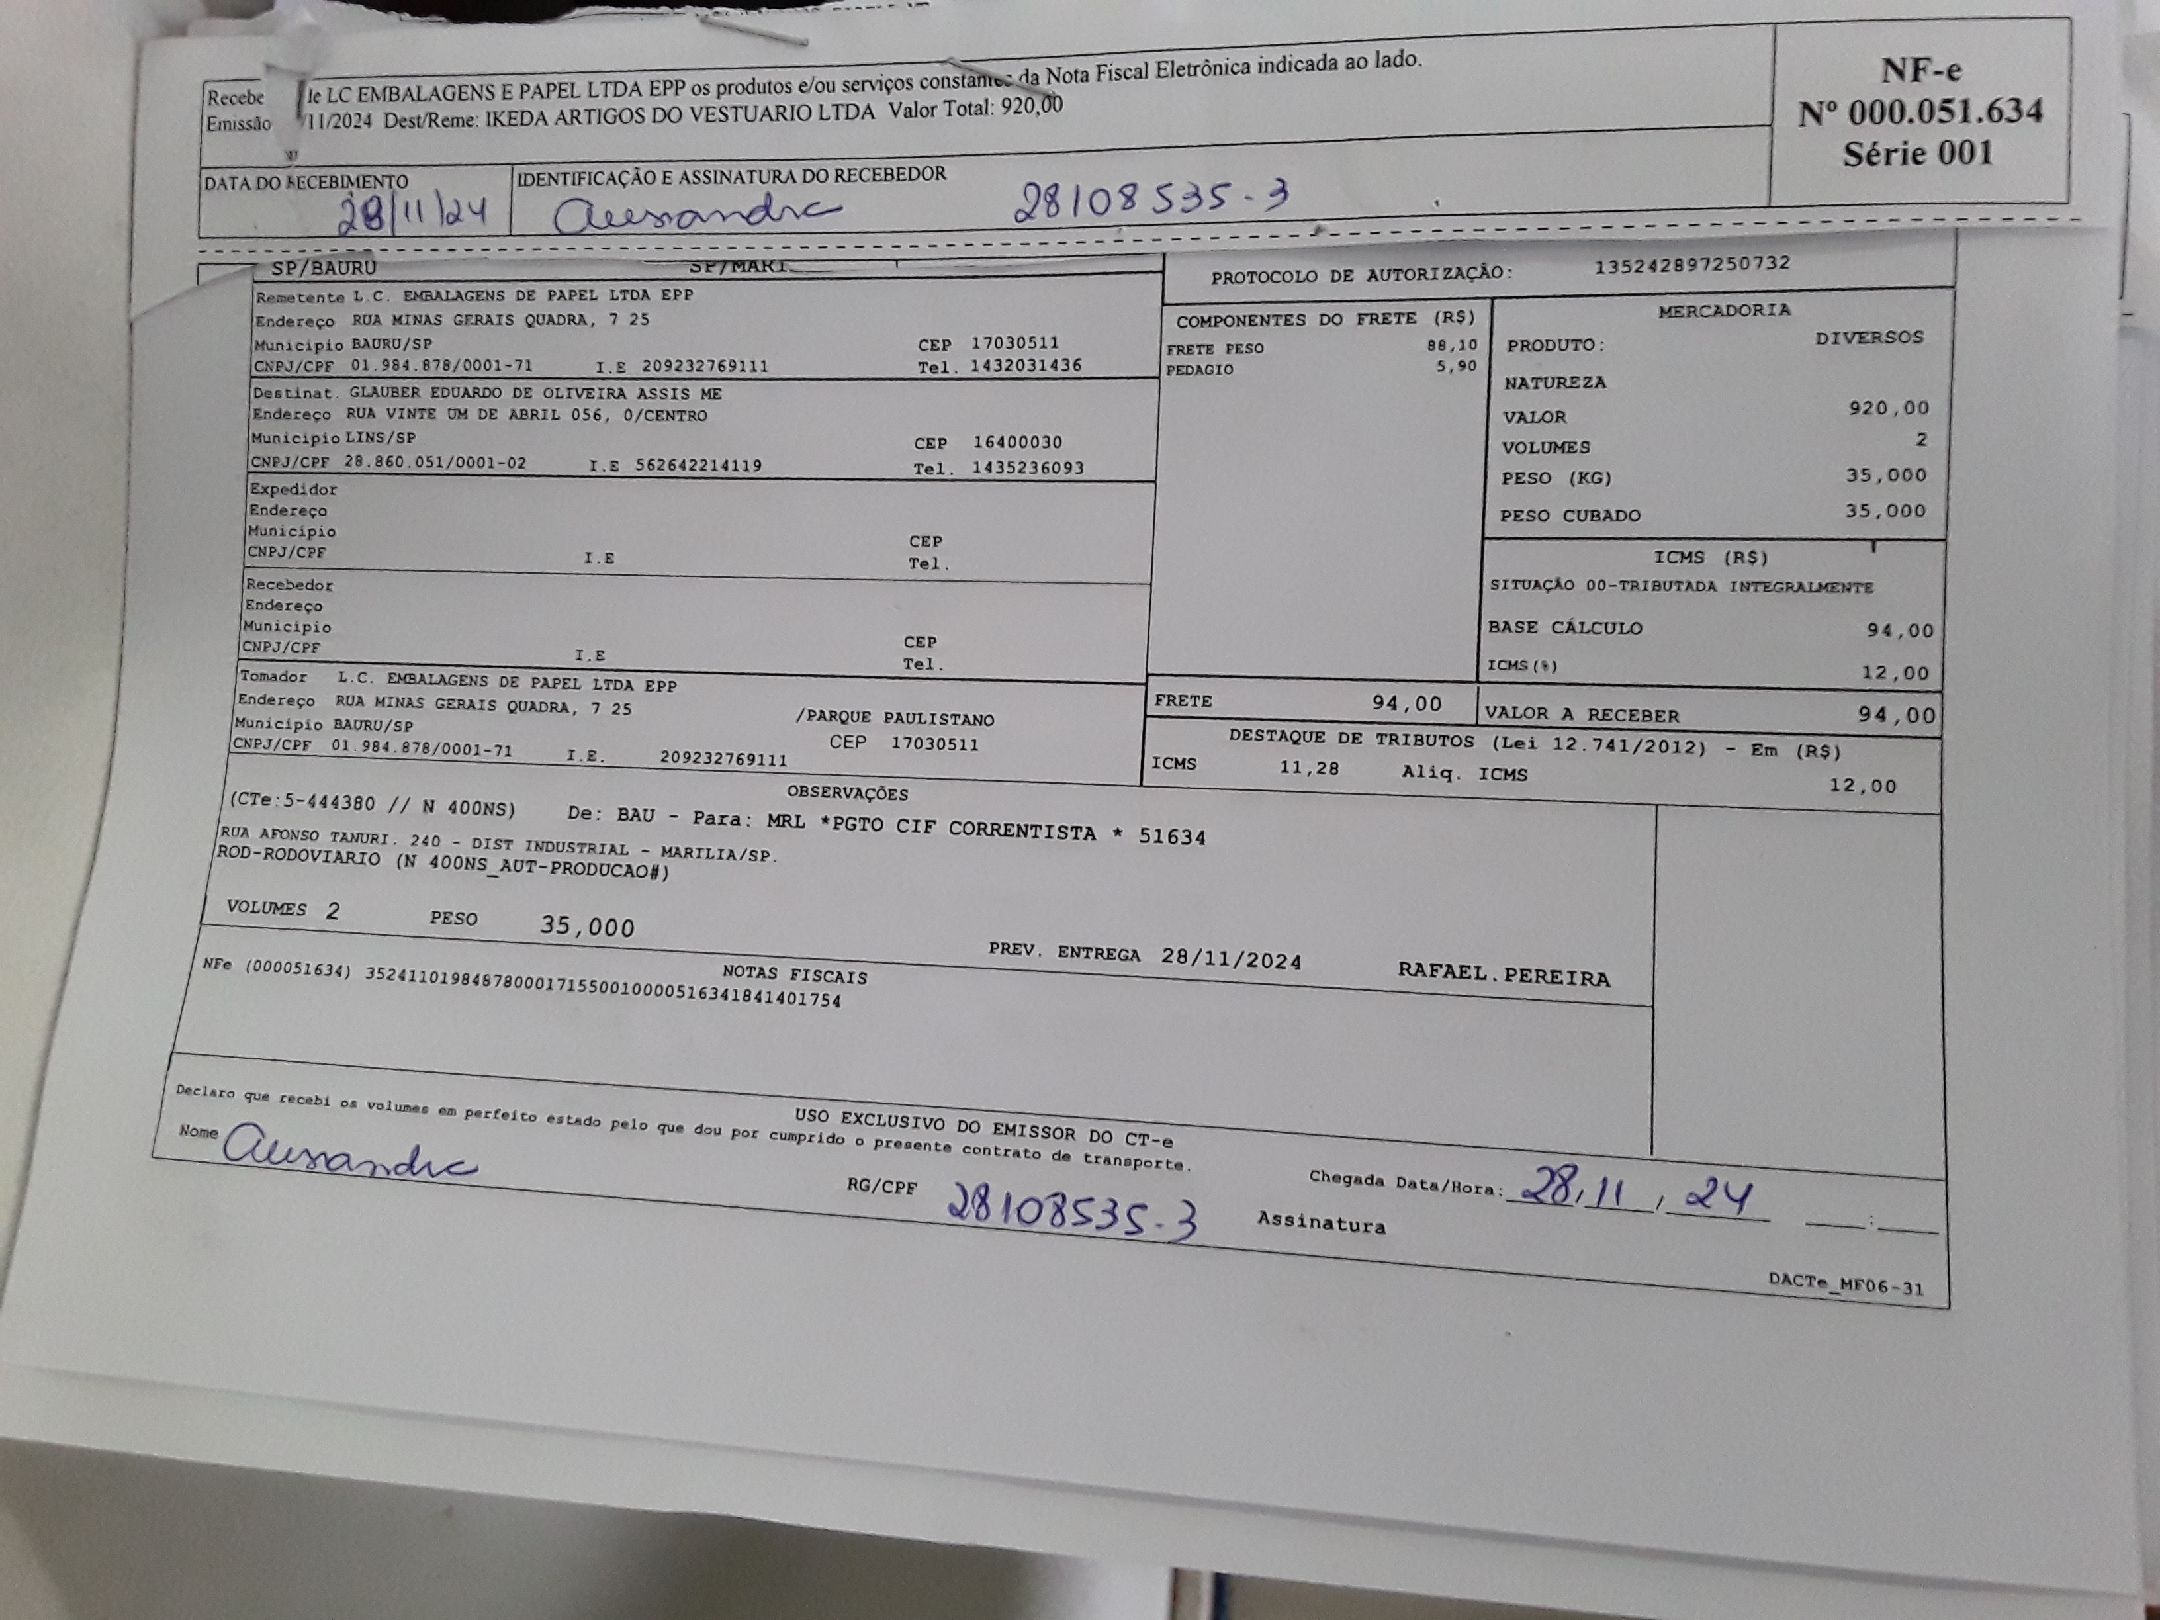 Recebe le LC EMBALAGENS E PAPEL LTDA EPP os produtos e/ou serviços constantes da Nota Fiscal Eletrônica indicada ao lado.
Emissão /11/2024 Dest/Reme: IKEDA ARTIGOS DO VESTUARIO LTDA Valor Total: 920,00
NF-e
Nº 000.051.634
Série 001
DATA DO RECEBIMENTO
28/11/24
IDENTIFICAÇÃO E ASSINATURA DO RECEBEDOR
Alessandra 28108535-3
SP/BAURU SP/MARI
PROTOCOLO DE AUTORIZAÇÃO: 135242897250732
Remetente L.C. EMBALAGENS DE PAPEL LTDA EPP
Endereço RUA MINAS GERAIS QUADRA, 7 25
Município BAURU/SP CEP 17030511
CNPJ/CPF 01.984.878/0001-71 I.E 209232769111 Tel. 1432031436
Destinat. GLAUBER EDUARDO DE OLIVEIRA ASSIS ME
Endereço RUA VINTE UM DE ABRIL 056, 0/CENTRO
Município LINS/SP CEP 16400030
CNPJ/CPF 28.860.051/0001-02 I.E 562642214119 Tel. 1435236093
Expedidor
Endereço
Município CEP
CNPJ/CPF I.E Tel.
Recebedor
Endereço
Município CEP
CNPJ/CPF I.E Tel.
Tomador L.C. EMBALAGENS DE PAPEL LTDA EPP
Endereço RUA MINAS GERAIS QUADRA, 7 25 /PARQUE PAULISTANO
Município BAURU/SP CEP 17030511
CNPJ/CPF 01.984.878/0001-71 I.E. 209232769111
COMPONENTES DO FRETE (R$)
FRETE PESO 88,10
PEDAGIO 5,90
MERCADORIA
PRODUTO: DIVERSOS
NATUREZA
VALOR 920,00
VOLUMES 2
PESO (KG) 35,000
PESO CUBADO 35,000
ICMS (R$)
SITUAÇÃO 00-TRIBUTADA INTEGRALMENTE
BASE CÁLCULO 94,00
ICMS(%) 12,00
FRETE 94,00 VALOR A RECEBER 94,00
DESTAQUE DE TRIBUTOS (Lei 12.741/2012) - Em (R$)
ICMS 11,28 Aliq. ICMS 12,00
OBSERVAÇÕES
(CTe:5-444380 // N 400NS) De: BAU - Para: MRL *PGTO CIF CORRENTISTA * 51634
RUA AFONSO TANURI. 240 - DIST INDUSTRIAL - MARILIA/SP.
ROD-RODOVIARIO (N 400NS_AUT-PRODUCAO#)
VOLUMES 2 PESO 35,000 PREV. ENTREGA 28/11/2024 RAFAEL.PEREIRA
NOTAS FISCAIS
NFe (000051634) 35241101984878000171550010000516341841401754
USO EXCLUSIVO DO EMISSOR DO CT-e
Declaro que recebi os volumes em perfeito estado pelo que dou por cumprido o presente contrato de transporte.
Nome Alessandra RG/CPF 28108535-3
Chegada Data/Hora: 28/11/24 __:__
Assinatura
DACTe_MF06-31